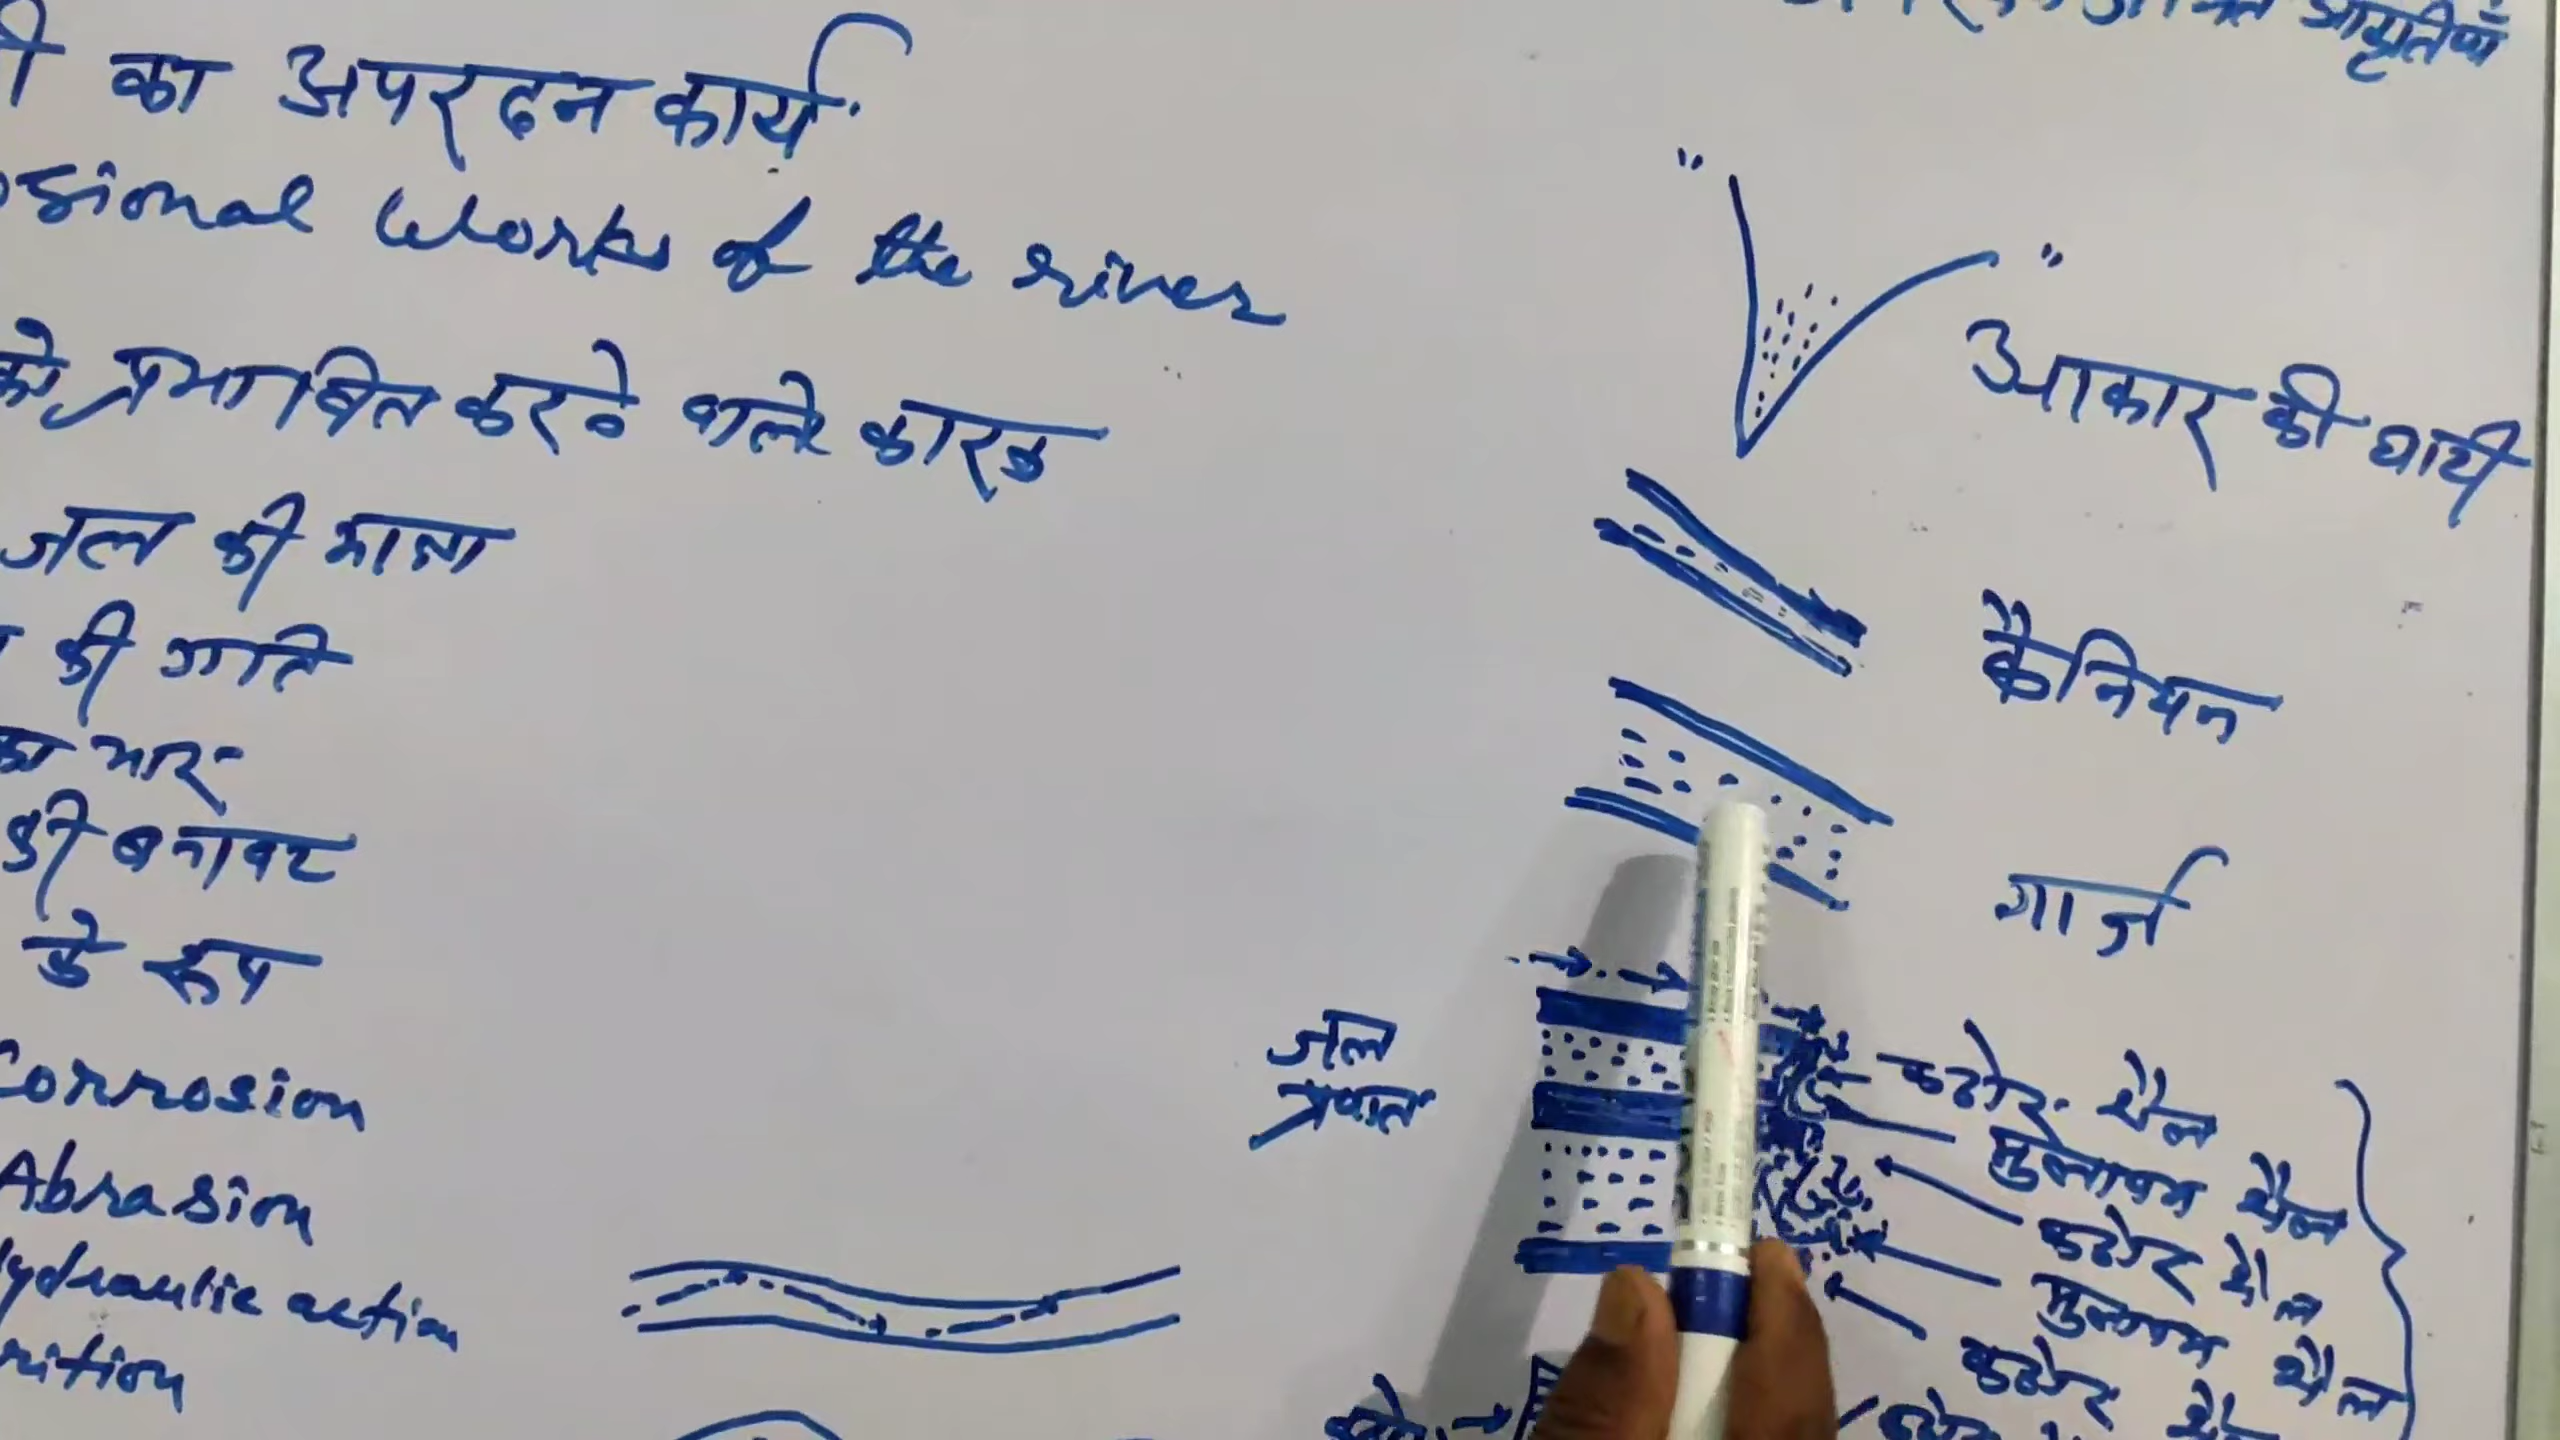 का अपरदन कार्य
Works of the river
को प्रभावित करने वाले कारक
जल की मात्रा
की गति
का भार
की बनावट
के रूप
Corrosion
Abrasion
Hydraulic action
आकृतियाँ
" " आकार की घाटी
कैनियन
गार्ज
जल
प्रपात
कठोर शैल
मुलायम शैल
कठोर शैल
मुलायम शैल
कठोर